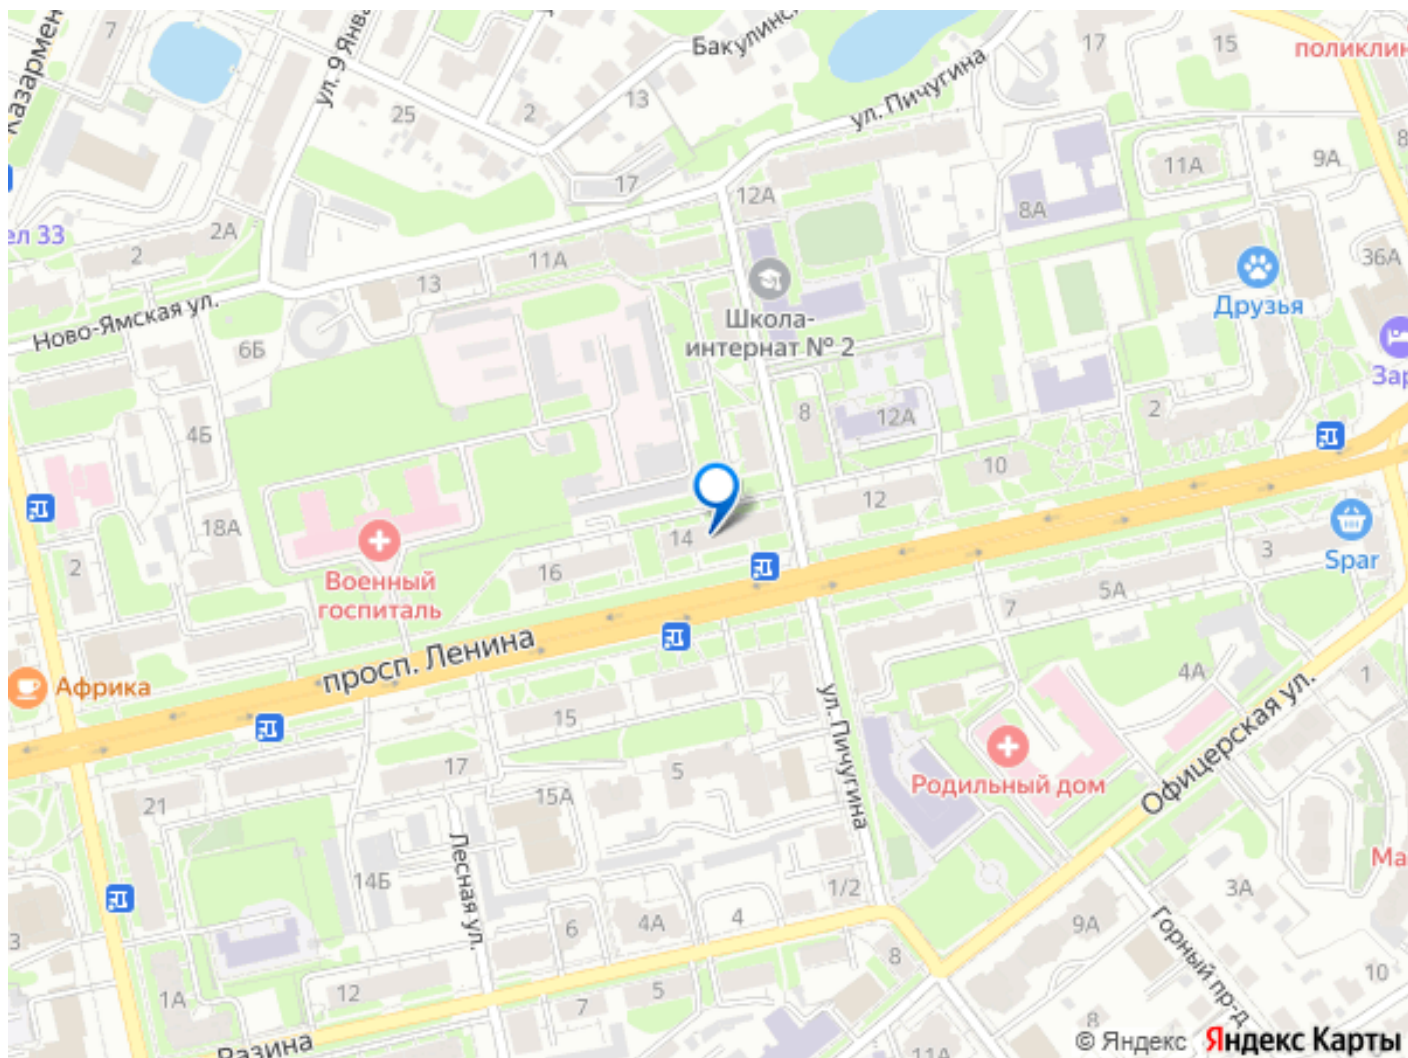 7
Казармен
ул. 9 Янва
Бакулинс
17
15
поликлин
25
2
13
ул. Пичугина
8
9А
11А
17
12А
8А
ел 33
2А
2
11А
13
36А
Друзья
Ново-Ямская ул.
6Б
Школа-
интернат № 2
Зар
4Б
8
12А
2
10
12
18А
14
16
2
Военный
госпиталь
3
Spar
5А
7
просп. Ленина
Африка
15
4А
1
ул. Пичугина
Офицерская ул.
Родильный дом
17
5
15А
21
Лесная ул.
14Б
1/2
Ма
3А
6
4А
4
9А
Горный пр-д
3
8
10
1А
12
5
7
8
Разина
11А
© Яндекс Яндекс Карты